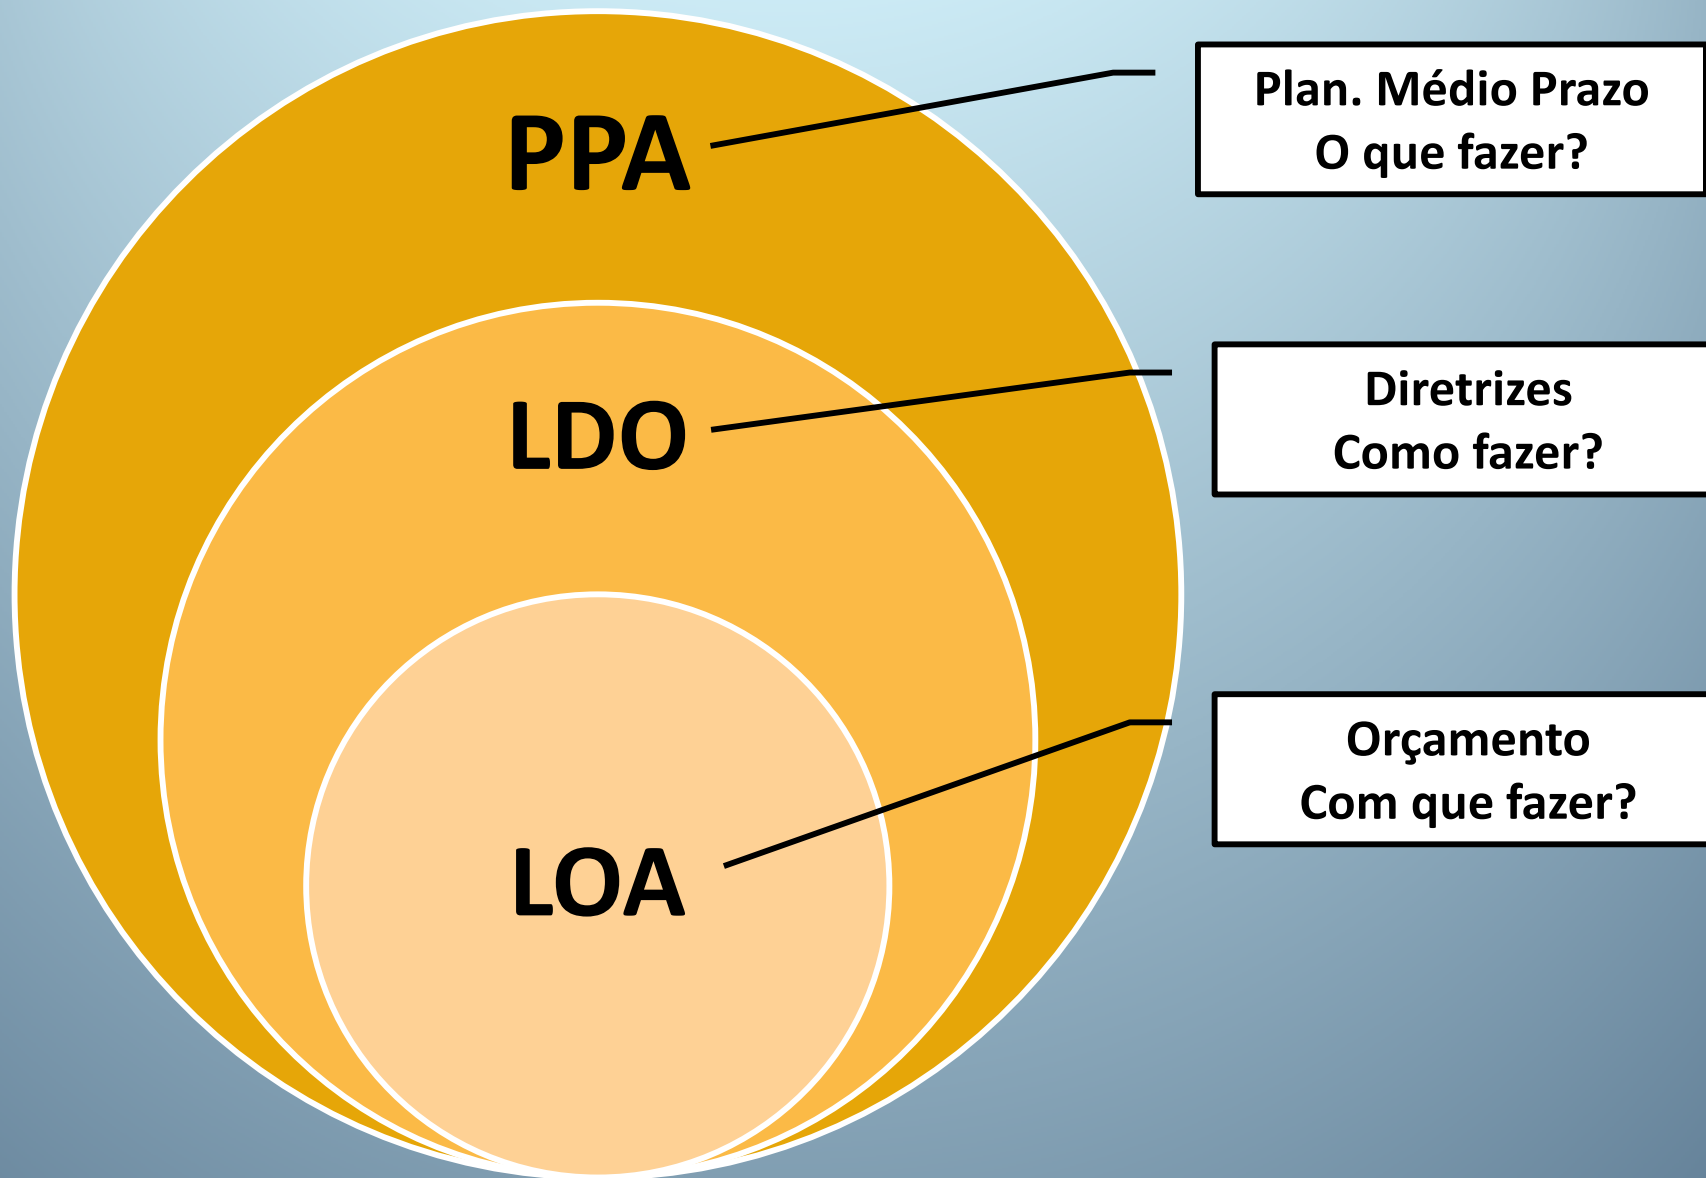 PPA
Plan. Médio Prazo
O que fazer?
LDO
Diretrizes
Como fazer?
LOA
Orçamento
Com que fazer?